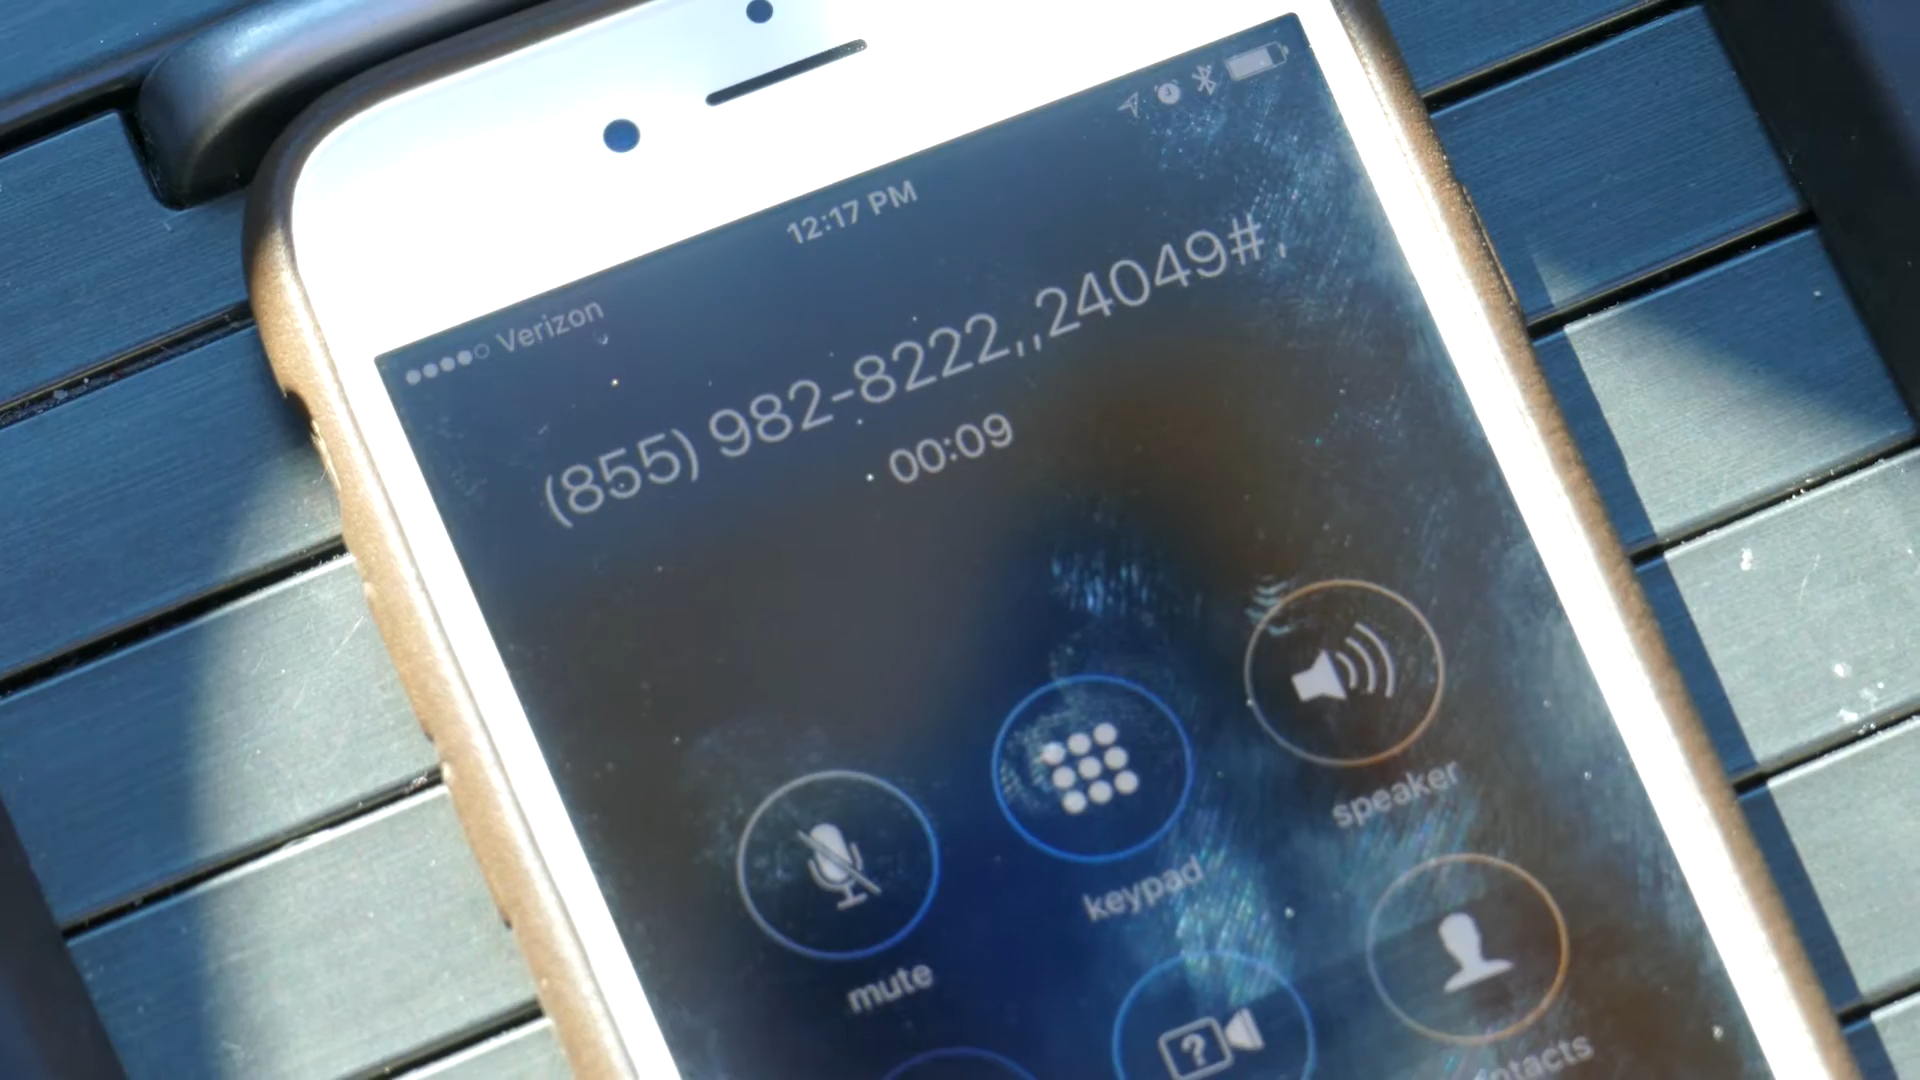 12:17 PM
Verizon
(855) 982-8222,,24049#,
00:09
mute
keypad
speaker
?